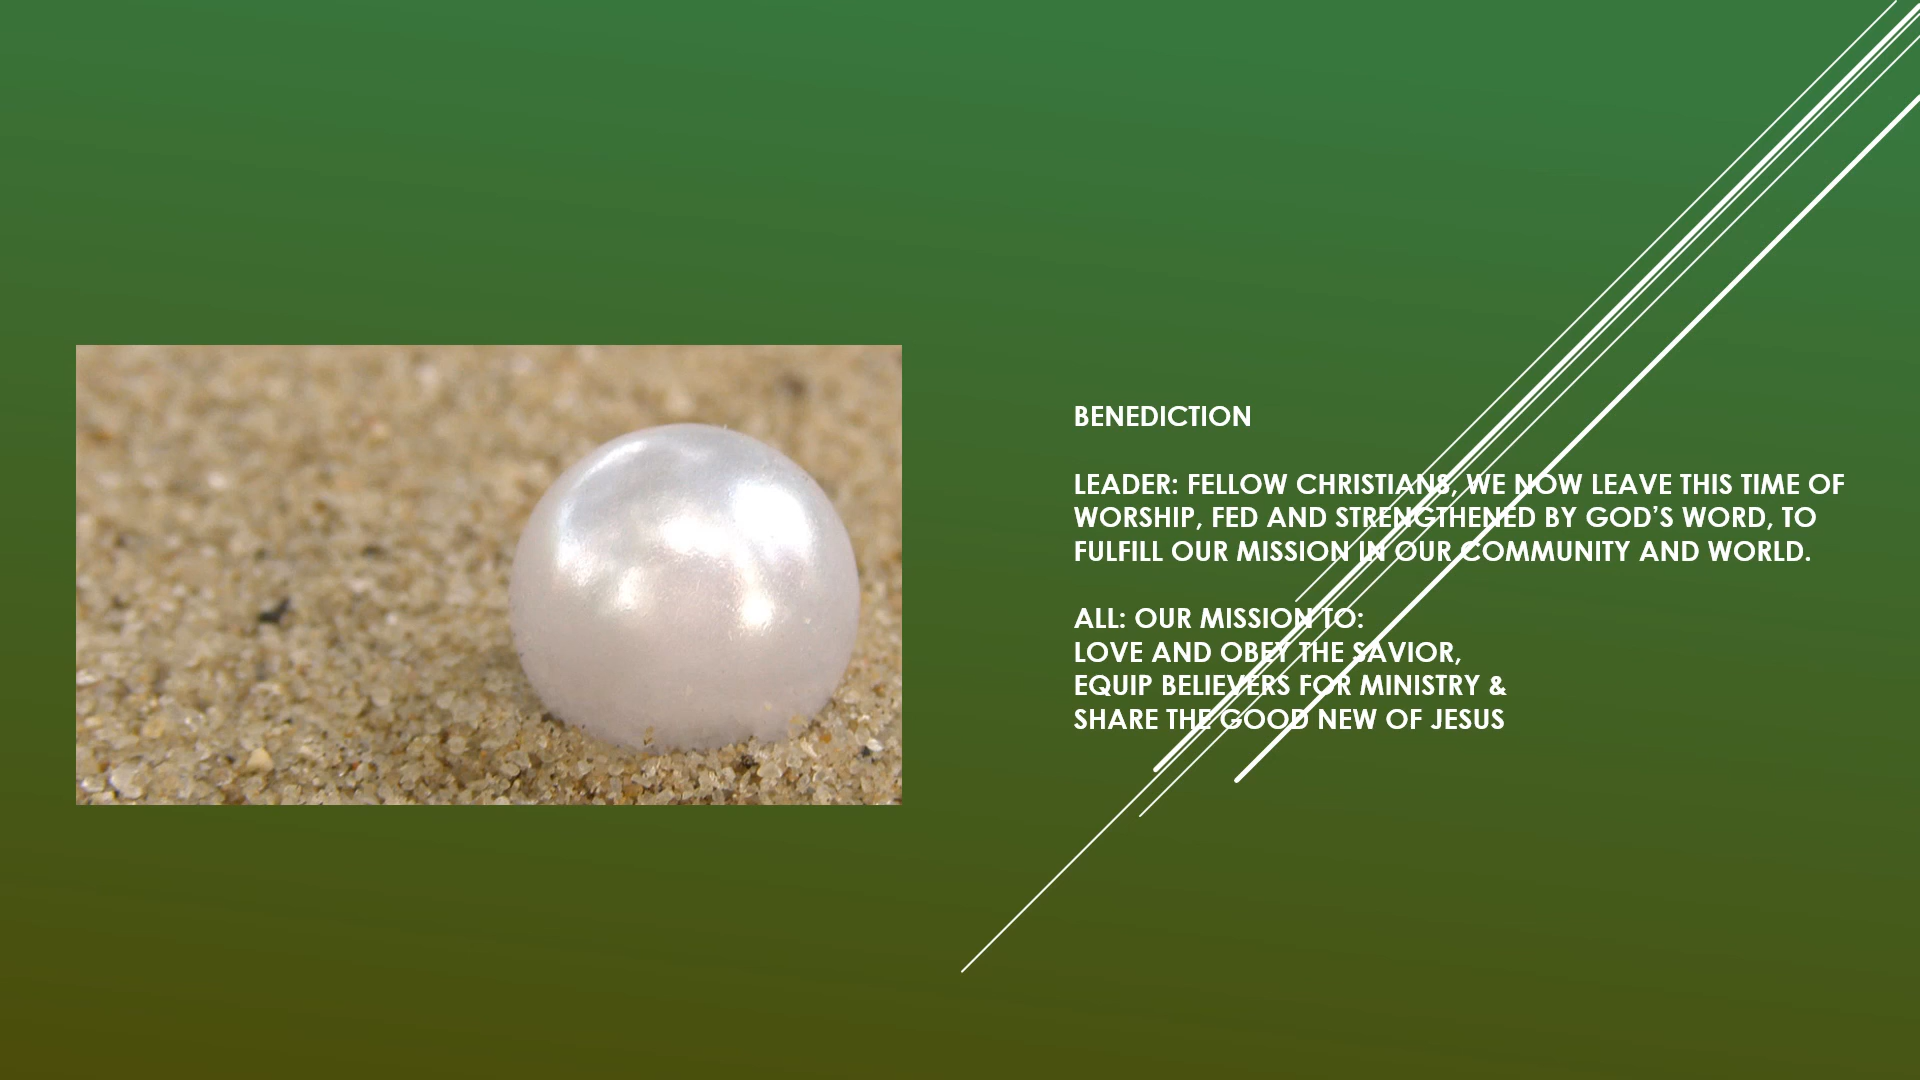 BENEDICTION
LEADER: FELLOW CHRISTIANS, WE NOW LEAVE THIS TIME OF
WORSHIP, FED AND STRENGTHENED BY GOD’S WORD, TO
FULFILL OUR MISSION IN OUR COMMUNITY AND WORLD.
ALL: OUR MISSION TO:
LOVE AND OBEY THE SAVIOR,
EQUIP BELIEVERS FOR MINISTRY &
SHARE THE GOOD NEW OF JESUS